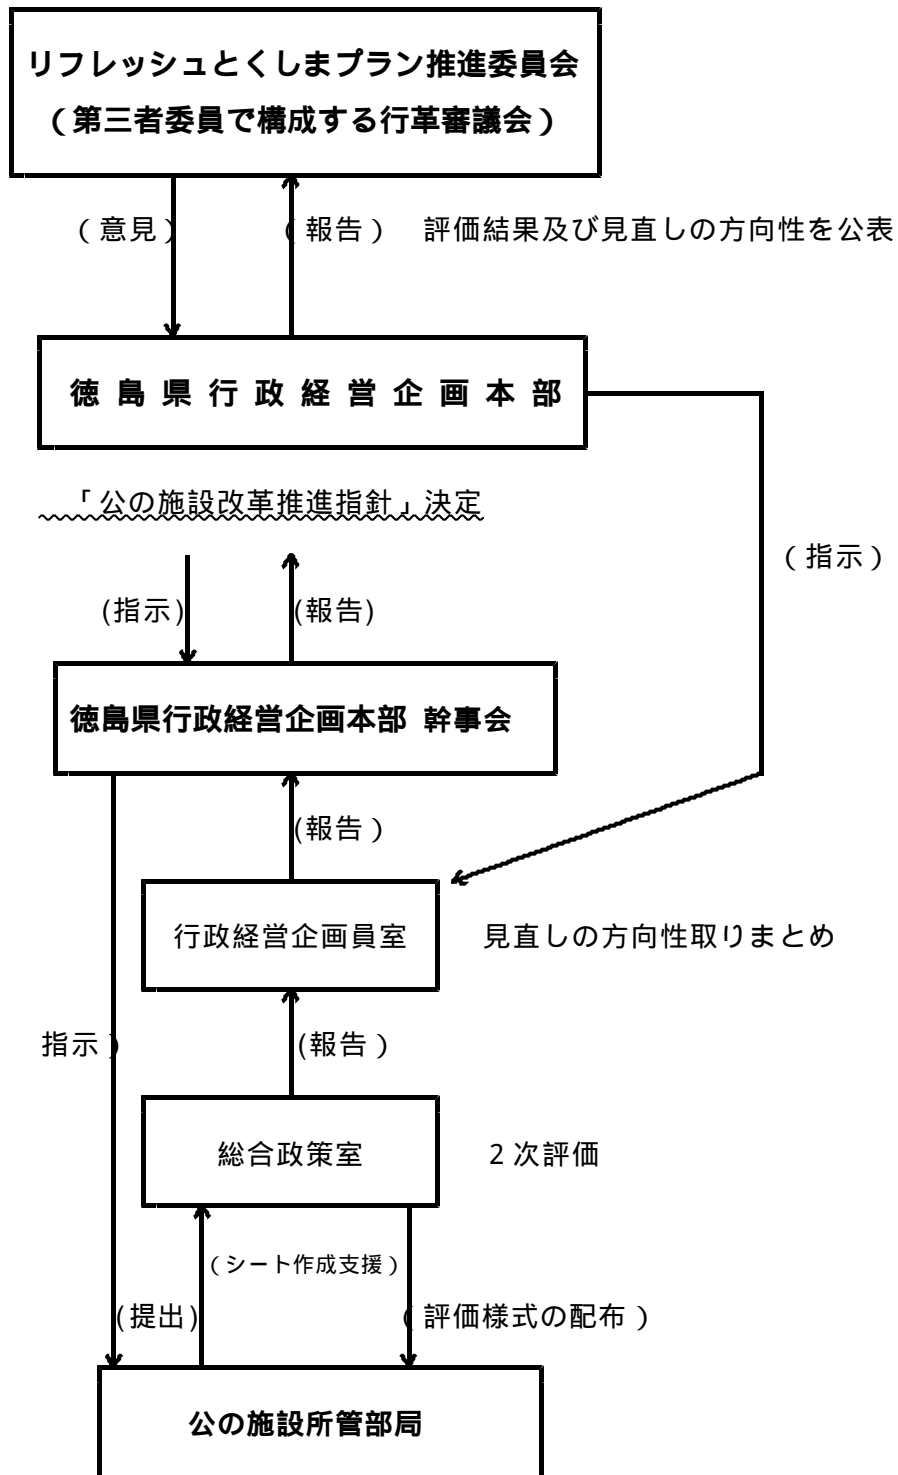 リフレッシュとくしまプラン推進委員会
（第三者委員で構成する行革審議会）
（意見） （報告） 評価結果及び見直しの方向性を公表
徳島県行政経営企画本部
「公の施設改革推進指針」決定
（指示）
(指示) (報告)
徳島県行政経営企画本部 幹事会
(報告）
行政経営企画員室 見直しの方向性取りまとめ
指示） (報告）
総合政策室 2次評価
（シート作成支援）
(提出) （評価様式の配布）
公の施設所管部局